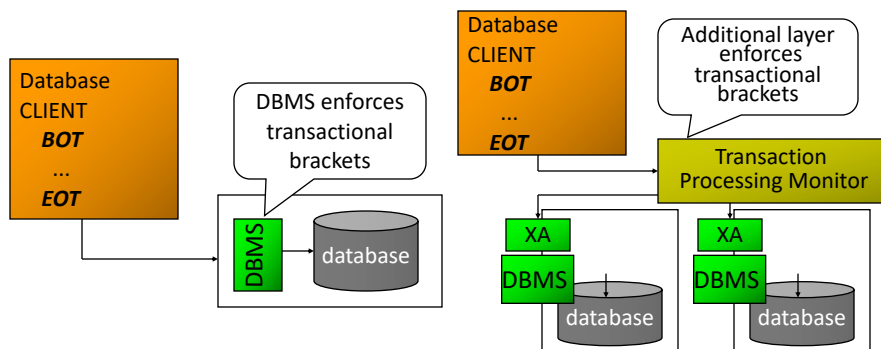 Database
CLIENT
BOT
...
EOT
DBMS enforces
transactional
brackets
DBMS
database
Database
CLIENT
BOT
...
EOT
Additional layer
enforces
transactional
brackets
Transaction
Processing Monitor
XA
DBMS
database
XA
DBMS
database